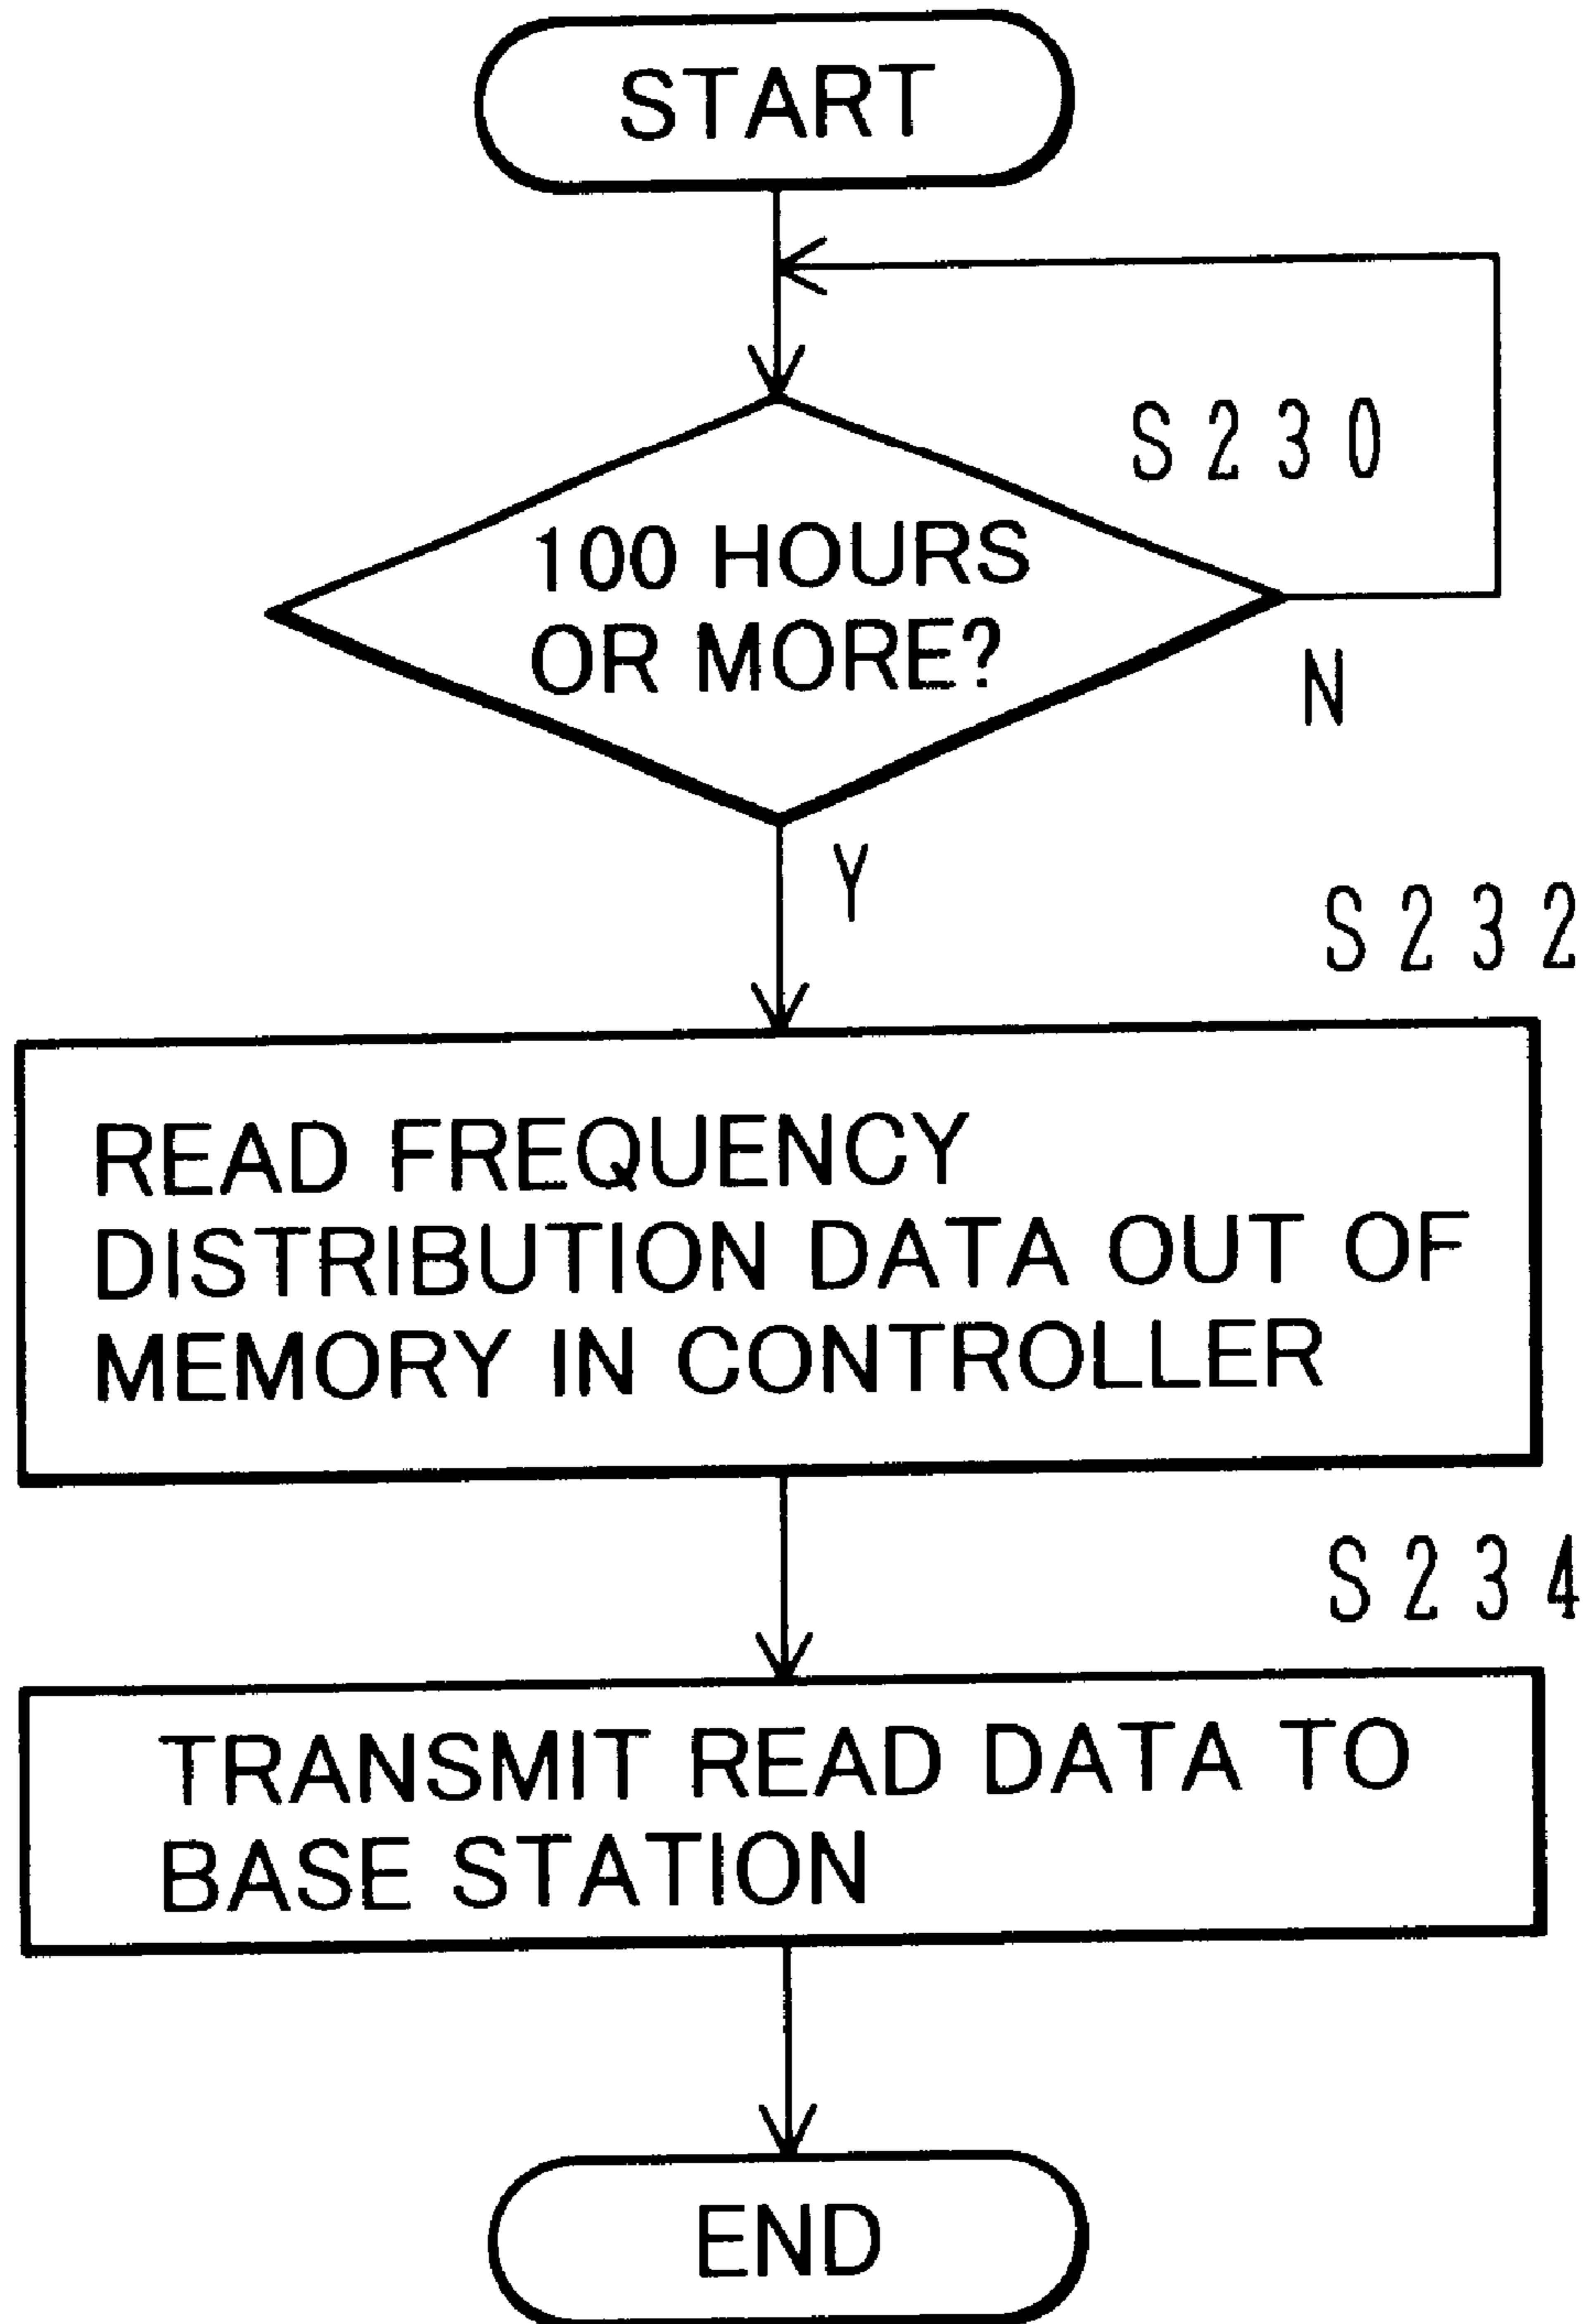 START
S230
100 HOURS
OR MORE?
N
Y
S232
READ FREQUENCY
DISTRIBUTION DATA OUT OF
MEMORY IN CONTROLLER
S234
TRANSMIT READ DATA TO
BASE STATION
END